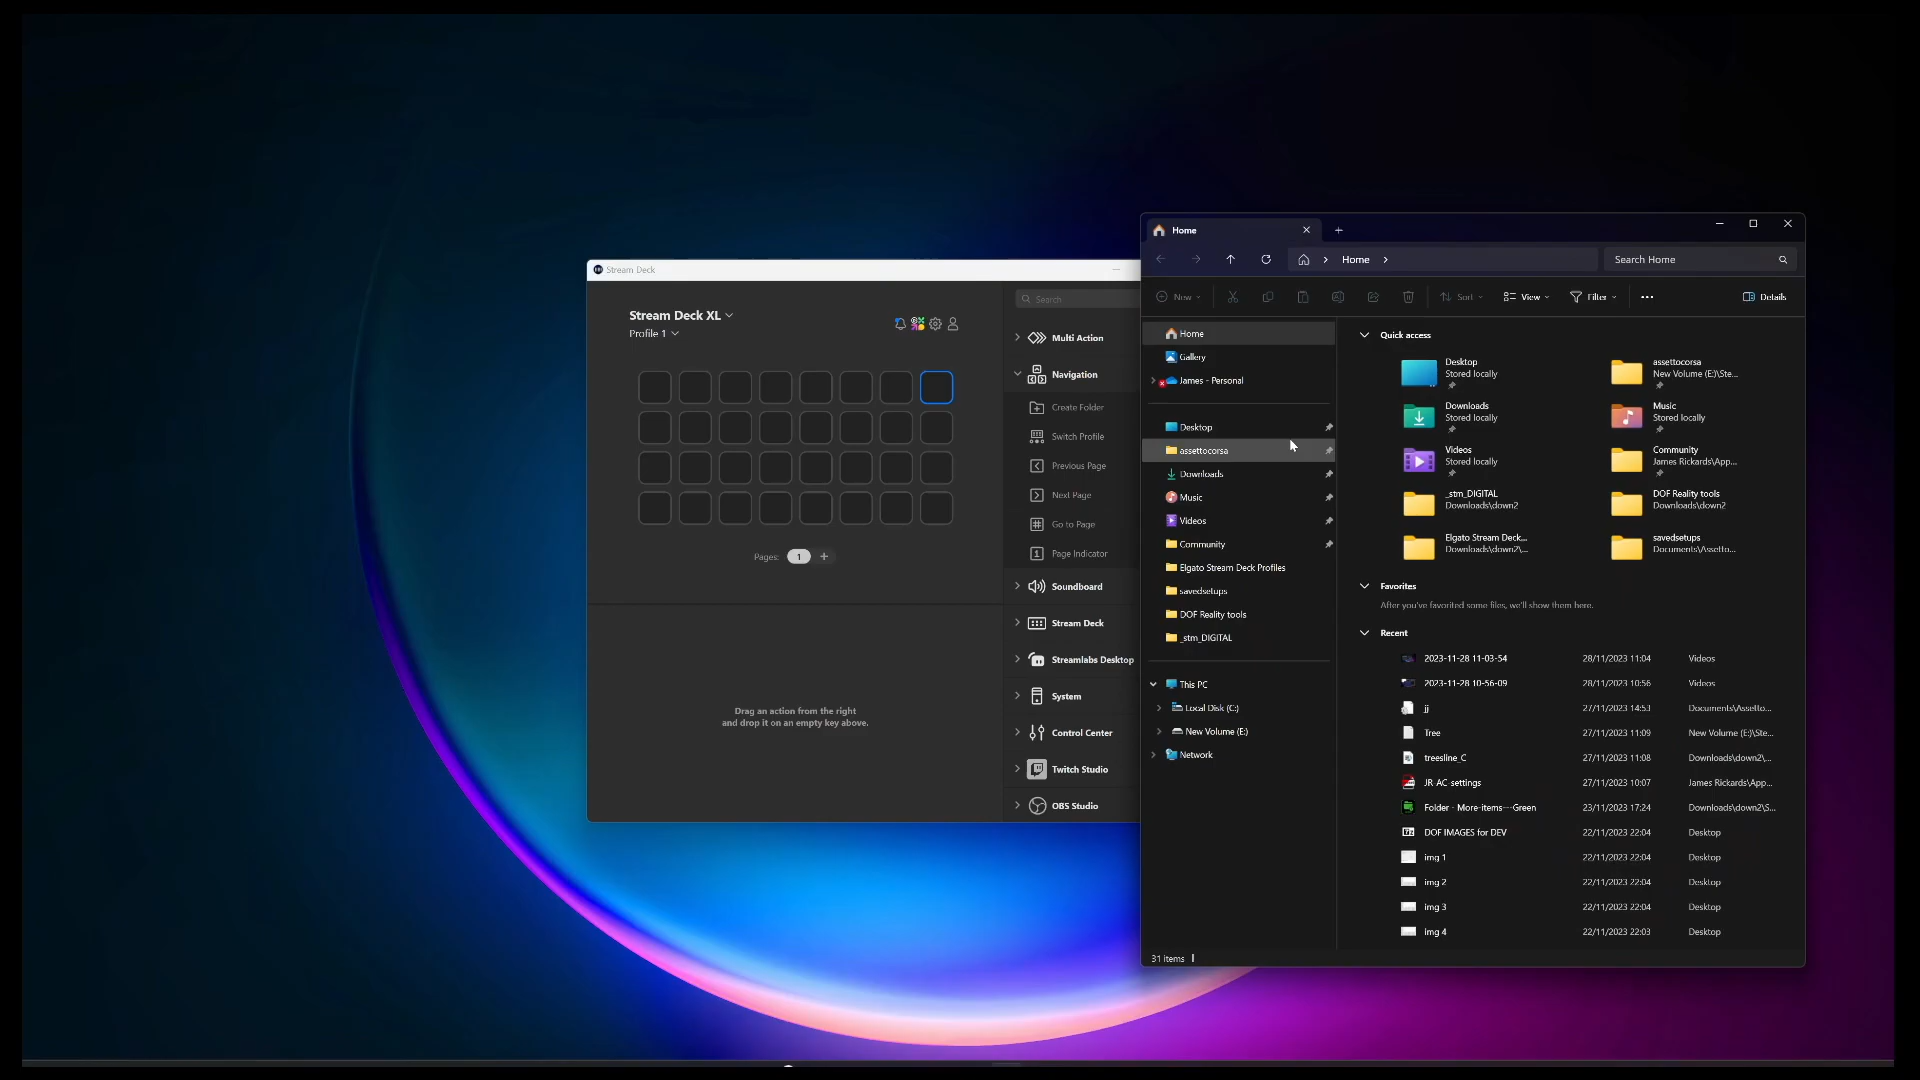 Stream Deck
Stream Deck XL
Profile 1
Pages:
1
Drag an action from the right
and drop it on an empty key above.
Search
Multi Action
Navigation
Create Folder
Switch Profile
Previous Page
Next Page
Go to Page
Page Indicator
Soundboard
Stream Deck
Streamlabs Desktop
System
Control Center
Twitch Studio
OBS Studio
Home
Home
Search Home
New
Sort
View
Filter
Details
Home
Gallery
James - Personal
Desktop
assettocorsa
Downloads
Music
Videos
Community
Elgato Stream Deck Profiles
savedsetups
DOF Reality tools
_stm_DIGITAL
This PC
Local Disk (C:)
New Volume (E:)
Network
Quick access
Desktop
Stored locally
assettocorsa
New Volume (E:)\Ste...
Downloads
Stored locally
Music
Stored locally
Videos
Stored locally
Community
James Rickards\App...
_stm_DIGITAL
Downloads\down2
DOF Reality tools
Downloads\down2
Elgato Stream Deck...
Downloads\down2\...
savedsetups
Documents\Assetto...
Favorites
After you've favorited some files, we'll show them here.
Recent
2023-11-28 11-03-54 28/11/2023 11:04 Videos
2023-11-28 10-56-09 28/11/2023 10:56 Videos
jj 27/11/2023 14:53 Documents\Assetto...
Tree 27/11/2023 11:09 New Volume (E:)\Ste...
treesline_C 27/11/2023 11:08 Downloads\down2\...
JR-AC-settings 27/11/2023 10:07 James Rickards\App...
Folder - More-items---Green 23/11/2023 17:24 Downloads\down2\S...
DOF IMAGES for DEV 22/11/2023 22:04 Desktop
img 1 22/11/2023 22:04 Desktop
img 2 22/11/2023 22:04 Desktop
img 3 22/11/2023 22:04 Desktop
img 4 22/11/2023 22:03 Desktop
31 items